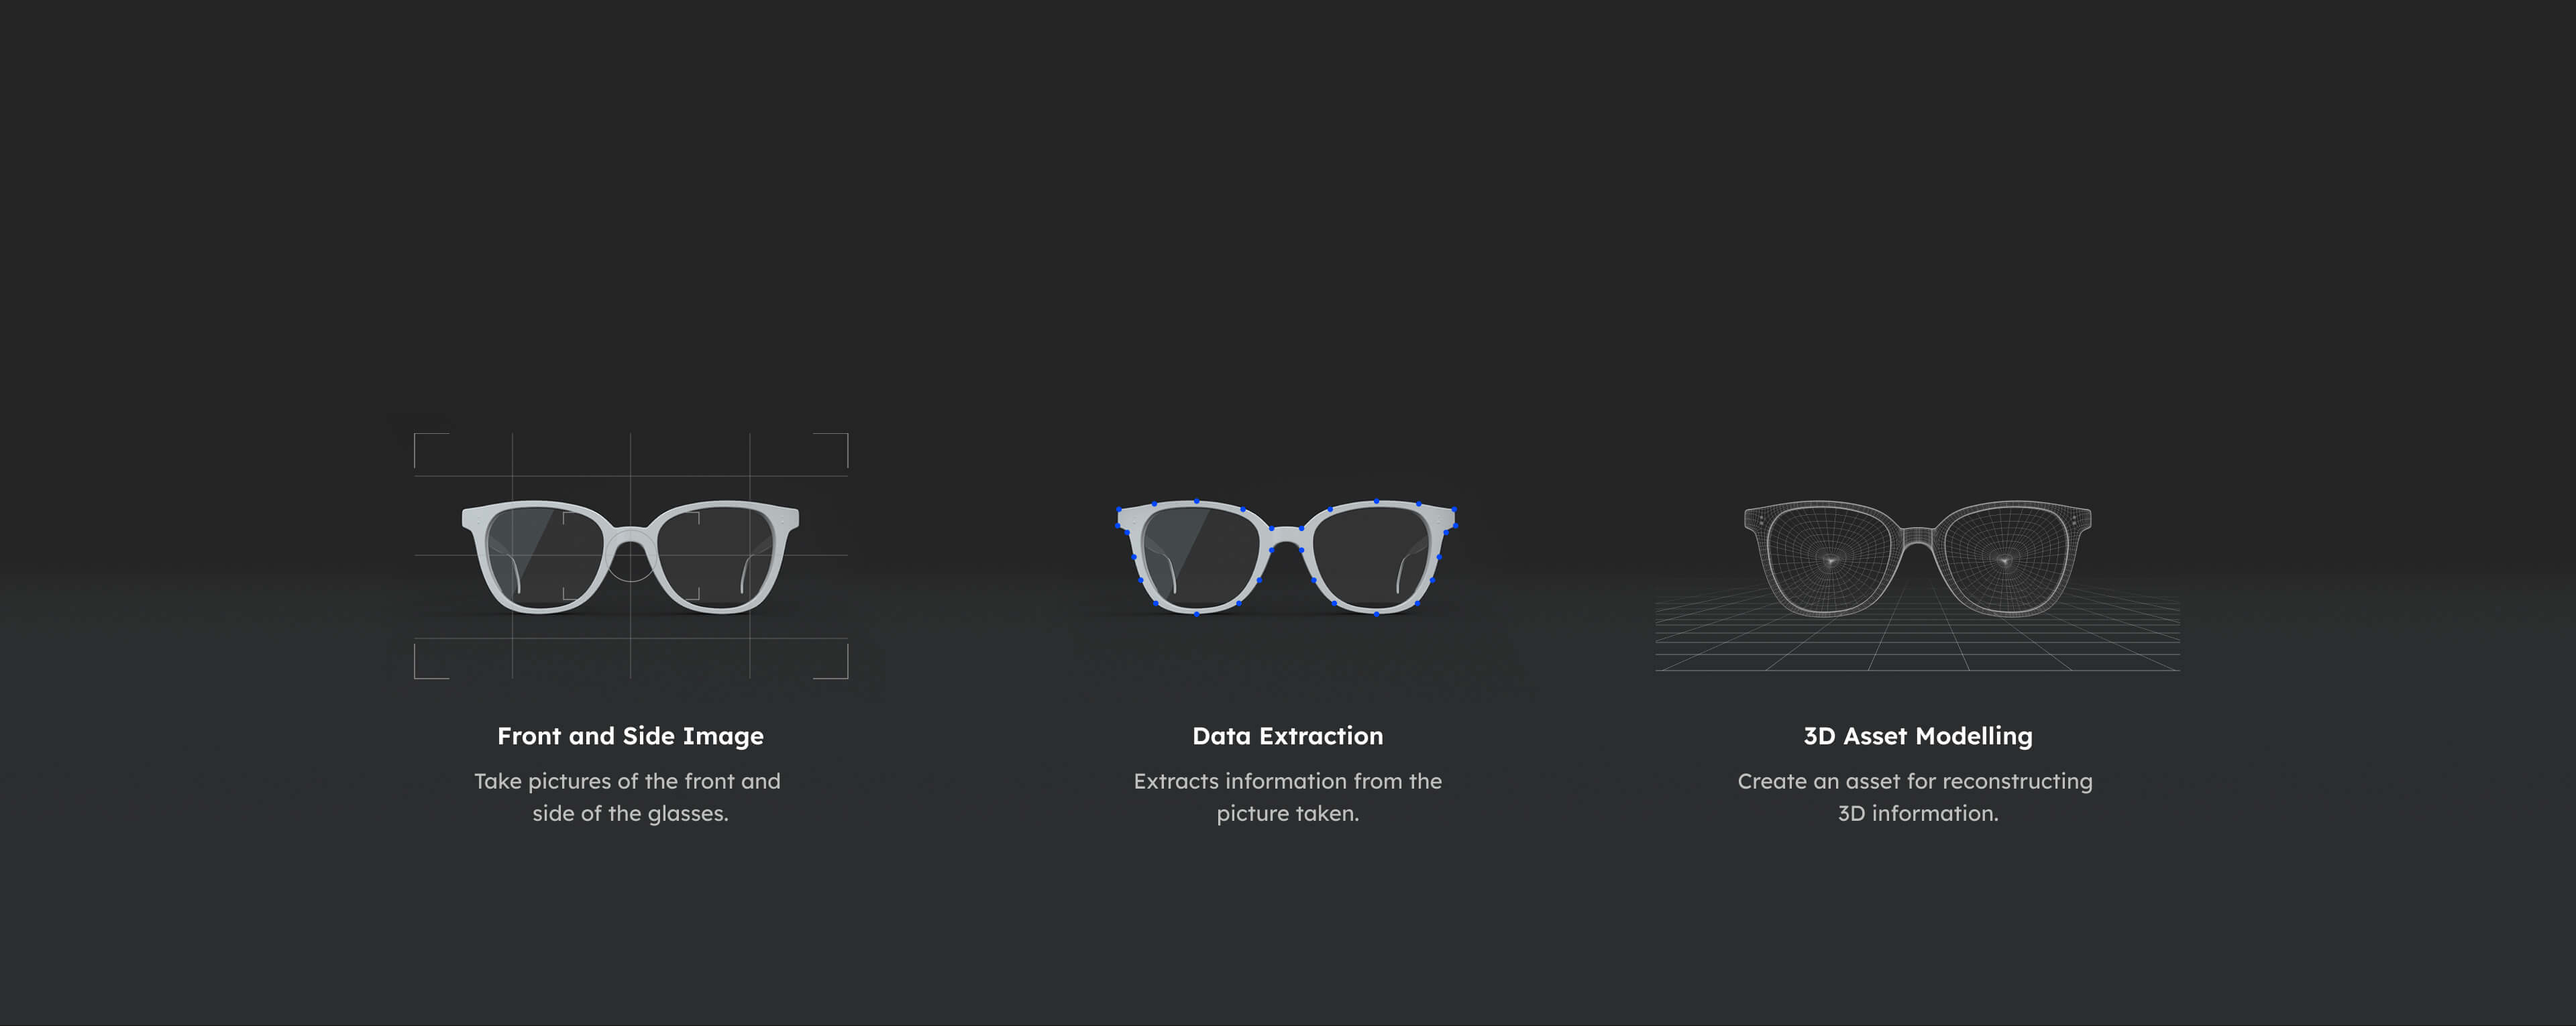 Front and Side Image
Take pictures of the front and
side of the glasses.
Data Extraction
Extracts information from the
picture taken.
3D Asset Modelling
Create an asset for reconstructing
3D information.